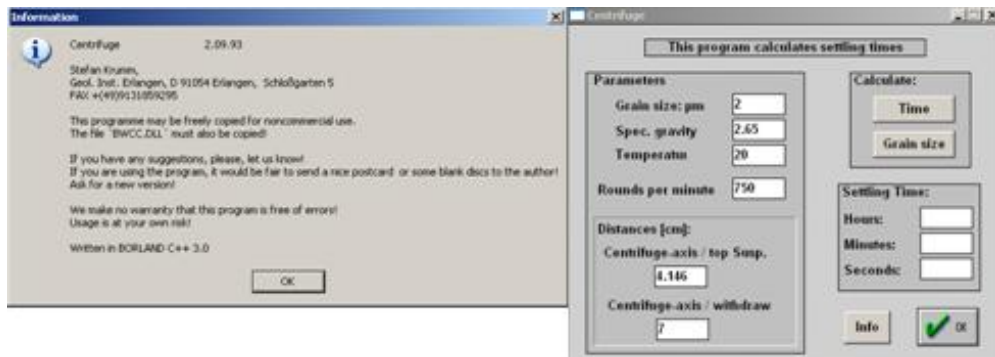 Information
Centrifuge 2.09.93
Stefan Krumm,
Geol. Inst. Erlangen, D 91054 Erlangen, Schloßgarten 5
FAX +(49)9131859295
This programme may be freely copied for noncommercial use.
The file `BWCC.DLL´ must also be copied!
If you have any suggestions, please, let us know!
If you are using the program, it would be fair to send a nice postcard or some blank discs to the author!
Ask for a new version!
We make no warranty that this program is free of errors!
Usage is at your own risk!
Written in BORLAND C++ 3.0
OK
Centrifuge
This program calculates settling times
Parameters
Grain size: µm 2
Spec. gravity 2.65
Temperatur 20
Rounds per minute 750
Distances [cm]:
Centrifuge-axis / top Susp.
4.146
Centrifuge-axis / withdraw
7
Calculate:
Time
Grain size
Settling Time:
Hours:
Minutes:
Seconds:
Info
OK